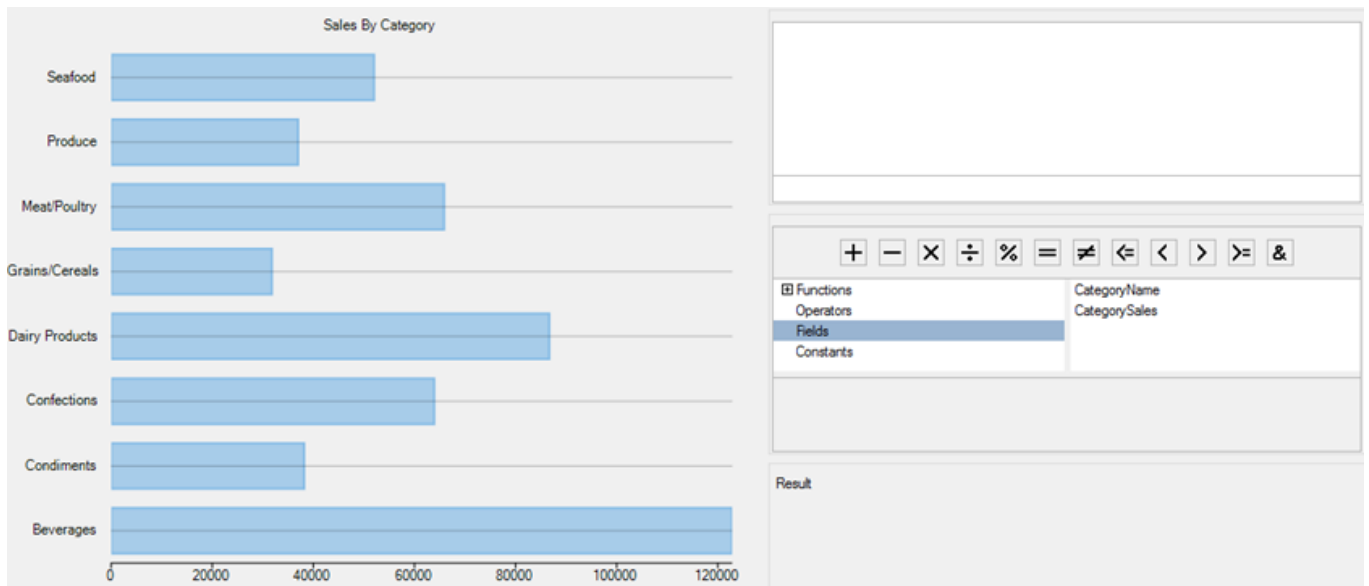 Sales By Category
Seafood
Produce
Meat/Poultry
Grains/Cereals
Dairy Products
Confections
Condiments
Beverages
0 20000 40000 60000 80000 100000 120000
+ − × ÷ % = ≠ <= < > >= &
Functions
Operators
Fields
Constants
CategoryName
CategorySales
Result